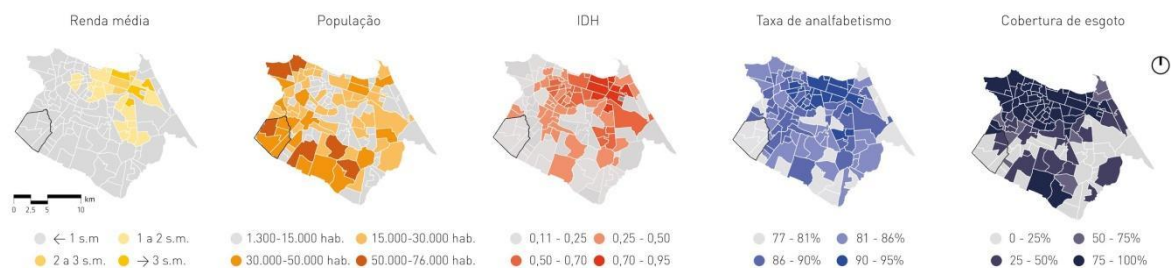 Renda média
População
IDH
Taxa de analfabetismo
Cobertura de esgoto
km
0 2.5 5 10
← 1 s.m
1 a 2 s.m.
2 a 3 s.m.
→ 3 s.m.
1.300-15.000 hab.
15.000-30.000 hab.
30.000-50.000 hab.
50.000-76.000 hab.
0,11 - 0,25
0,25 - 0,50
0,50 - 0,70
0,70 - 0,95
77 - 81%
81 - 86%
86 - 90%
90 - 95%
0 - 25%
50 - 75%
25 - 50%
75 - 100%